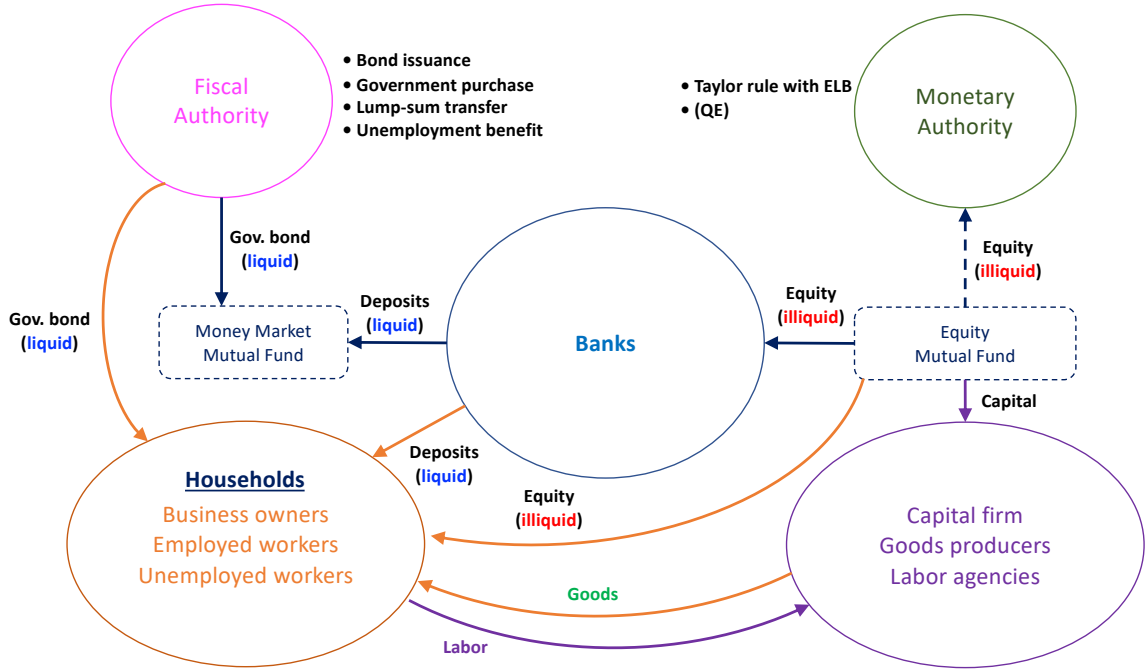 Fiscal
Authority
• Bond issuance
• Government purchase
• Lump-sum transfer
• Unemployment benefit
• Taylor rule with ELB
• (QE)
Monetary
Authority
Gov. bond
(liquid)
Equity
(illiquid)
Gov. bond
(liquid)
Money Market
Mutual Fund
Deposits
(liquid)
Banks
Equity
(illiquid)
Equity
Mutual Fund
Capital
Deposits
(liquid)
Equity
(illiquid)
Households
Business owners
Employed workers
Unemployed workers
Capital firm
Goods producers
Labor agencies
Goods
Labor